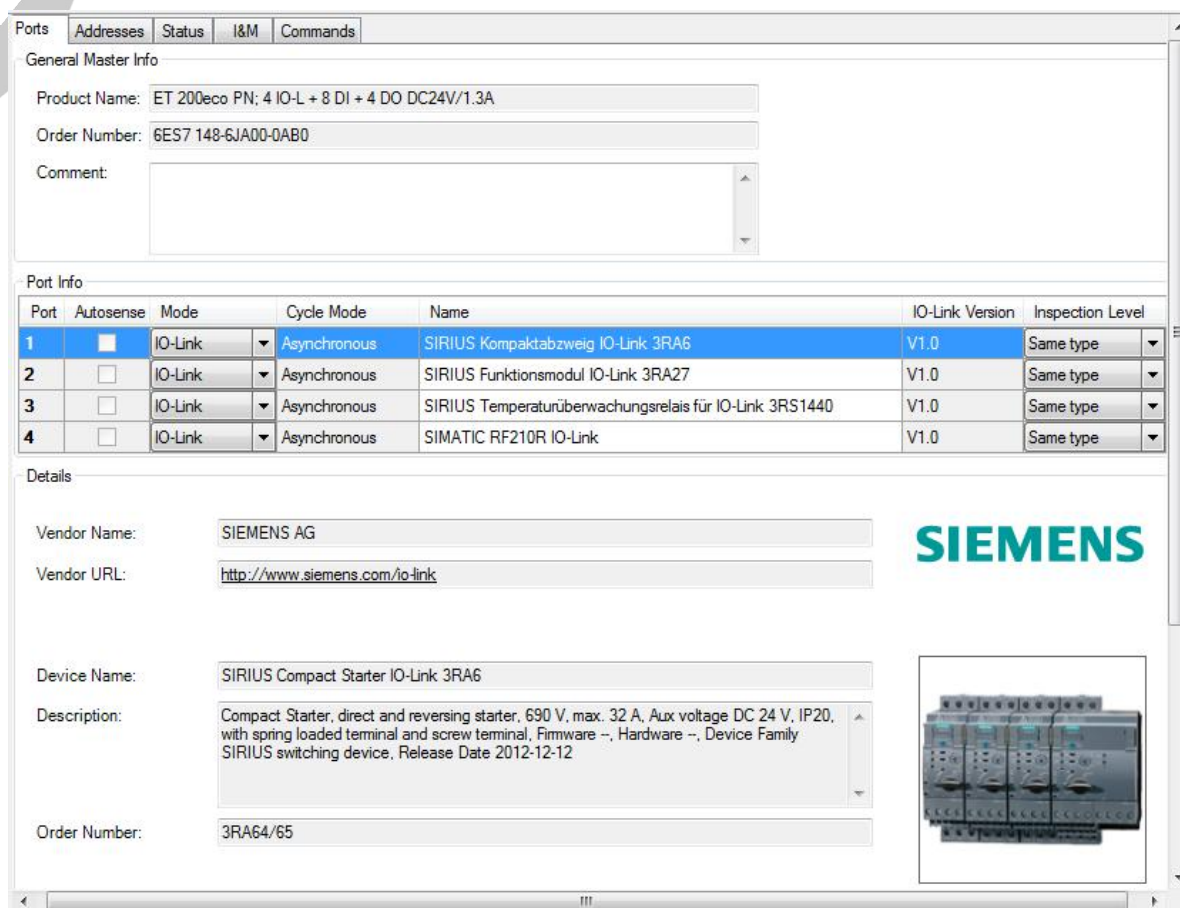 Ports Addresses Status I&M Commands
General Master Info
Product Name: ET 200eco PN; 4 IO-L + 8 DI + 4 DO DC24V/1.3A
Order Number: 6ES7 148-6JA00-0AB0
Comment:
Port Info
Port Autosense Mode Cycle Mode Name IO-Link Version Inspection Level
1 IO-Link Asynchronous SIRIUS Kompaktabzweig IO-Link 3RA6 V1.0 Same type
2 IO-Link Asynchronous SIRIUS Funktionsmodul IO-Link 3RA27 V1.0 Same type
3 IO-Link Asynchronous SIRIUS Temperaturüberwachungsrelais für IO-Link 3RS1440 V1.0 Same type
4 IO-Link Asynchronous SIMATIC RF210R IO-Link V1.0 Same type
Details
Vendor Name: SIEMENS AG
SIEMENS
Vendor URL: http://www.siemens.com/io-link
Device Name: SIRIUS Compact Starter IO-Link 3RA6
Description: Compact Starter, direct and reversing starter, 690 V, max. 32 A, Aux voltage DC 24 V, IP20,
with spring loaded terminal and screw terminal, Firmware --, Hardware --, Device Family
SIRIUS switching device, Release Date 2012-12-12
Order Number: 3RA64/65